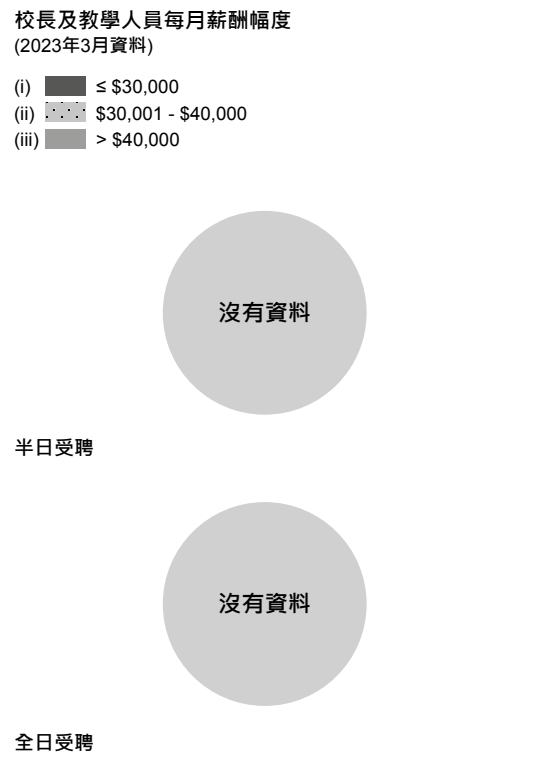 校長及教學人員每月薪酬幅度
(2023年3月資料)
(i) ≤ $30,000
(ii) $30,001 - $40,000
(iii) > $40,000
沒有資料
半日受聘
沒有資料
全日受聘